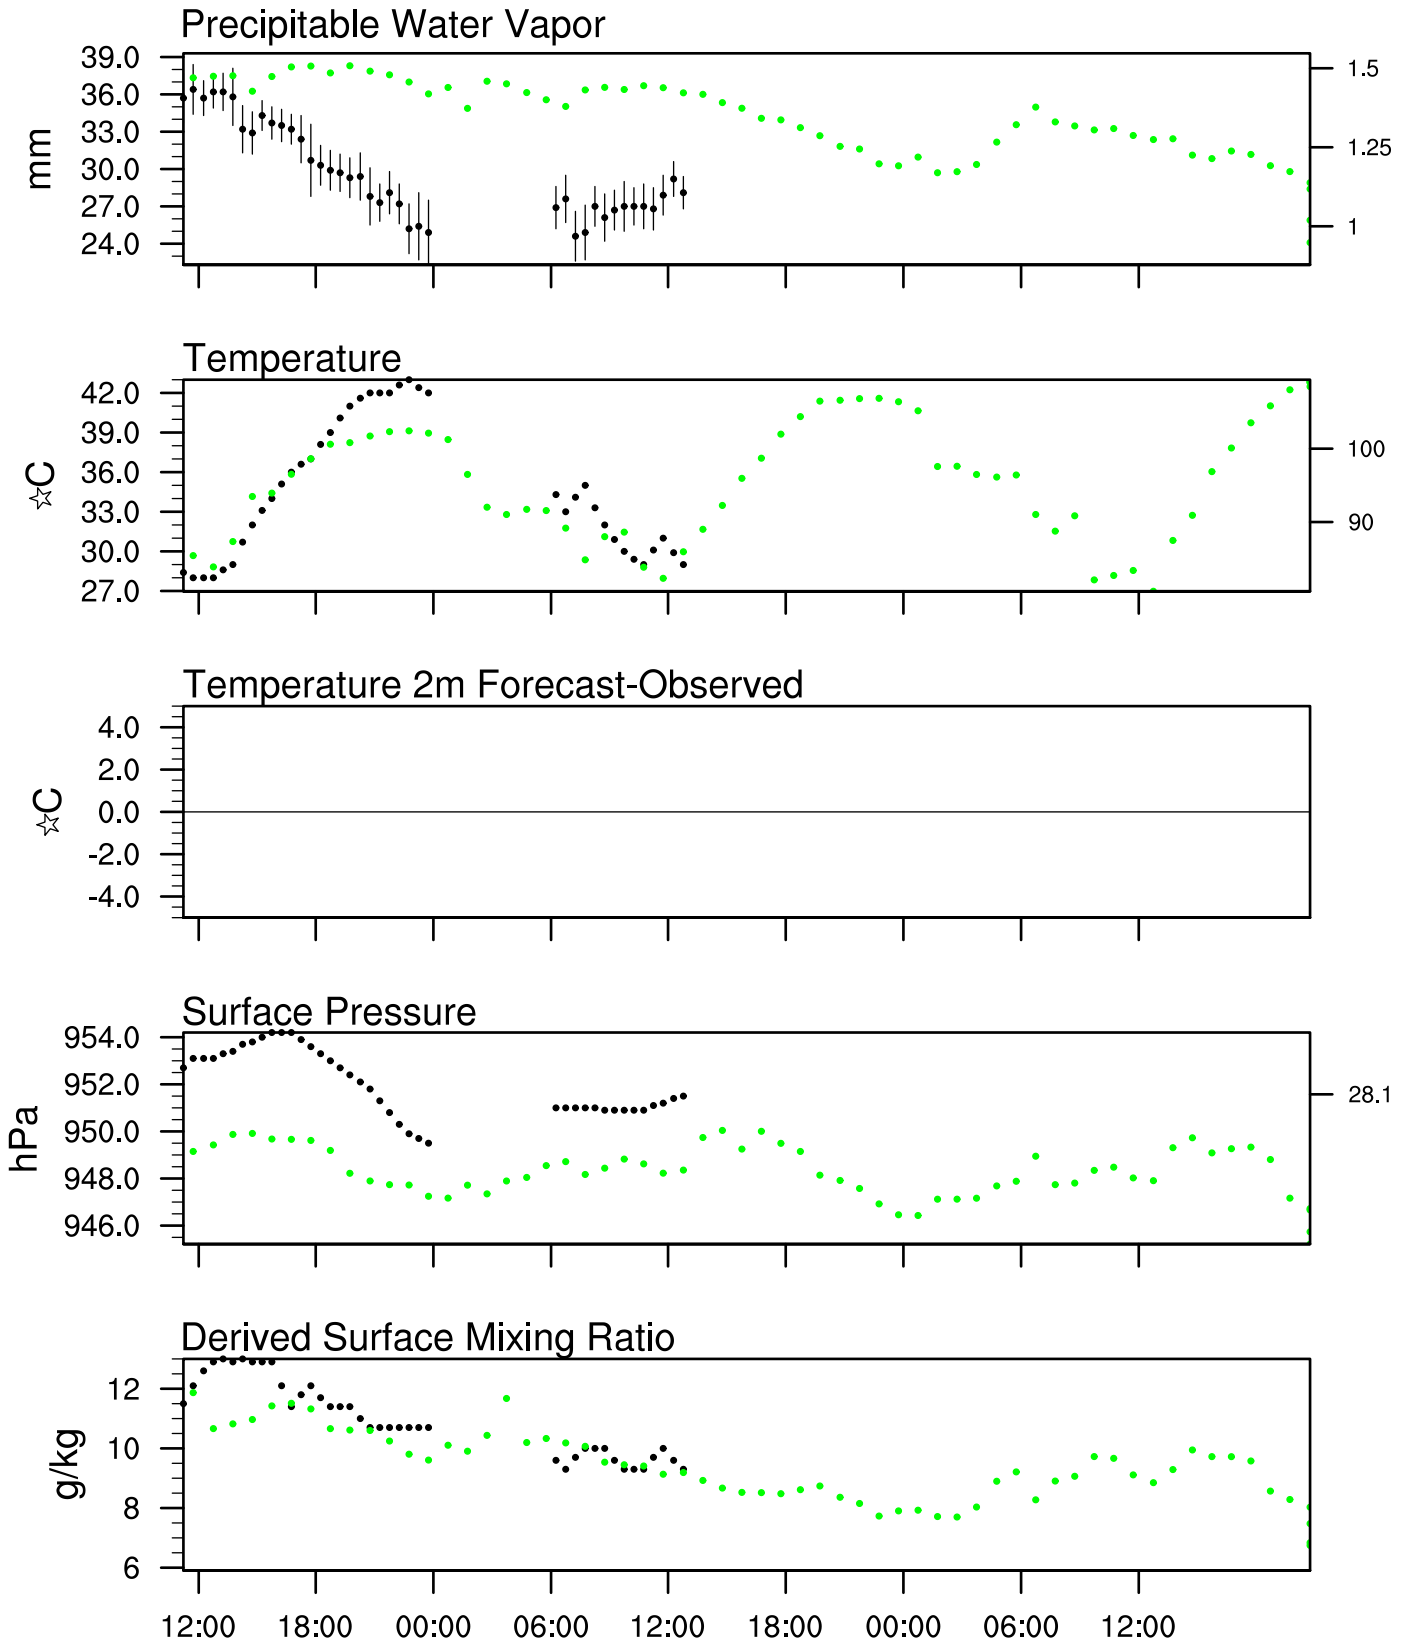 Precipitable Water Vapor
39.0
36.0
33.0
30.0
27.0
24.0
mm
1.5
1.25
1
Temperature
42.0
39.0
36.0
33.0
30.0
27.0
☆C
100
90
Temperature 2m Forecast-Observed
4.0
2.0
0.0
-2.0
-4.0
☆C
Surface Pressure
954.0
952.0
950.0
948.0
946.0
hPa
28.1
Derived Surface Mixing Ratio
12
10
8
6
g/kg
12:00 18:00 00:00 06:00 12:00 18:00 00:00 06:00 12:00